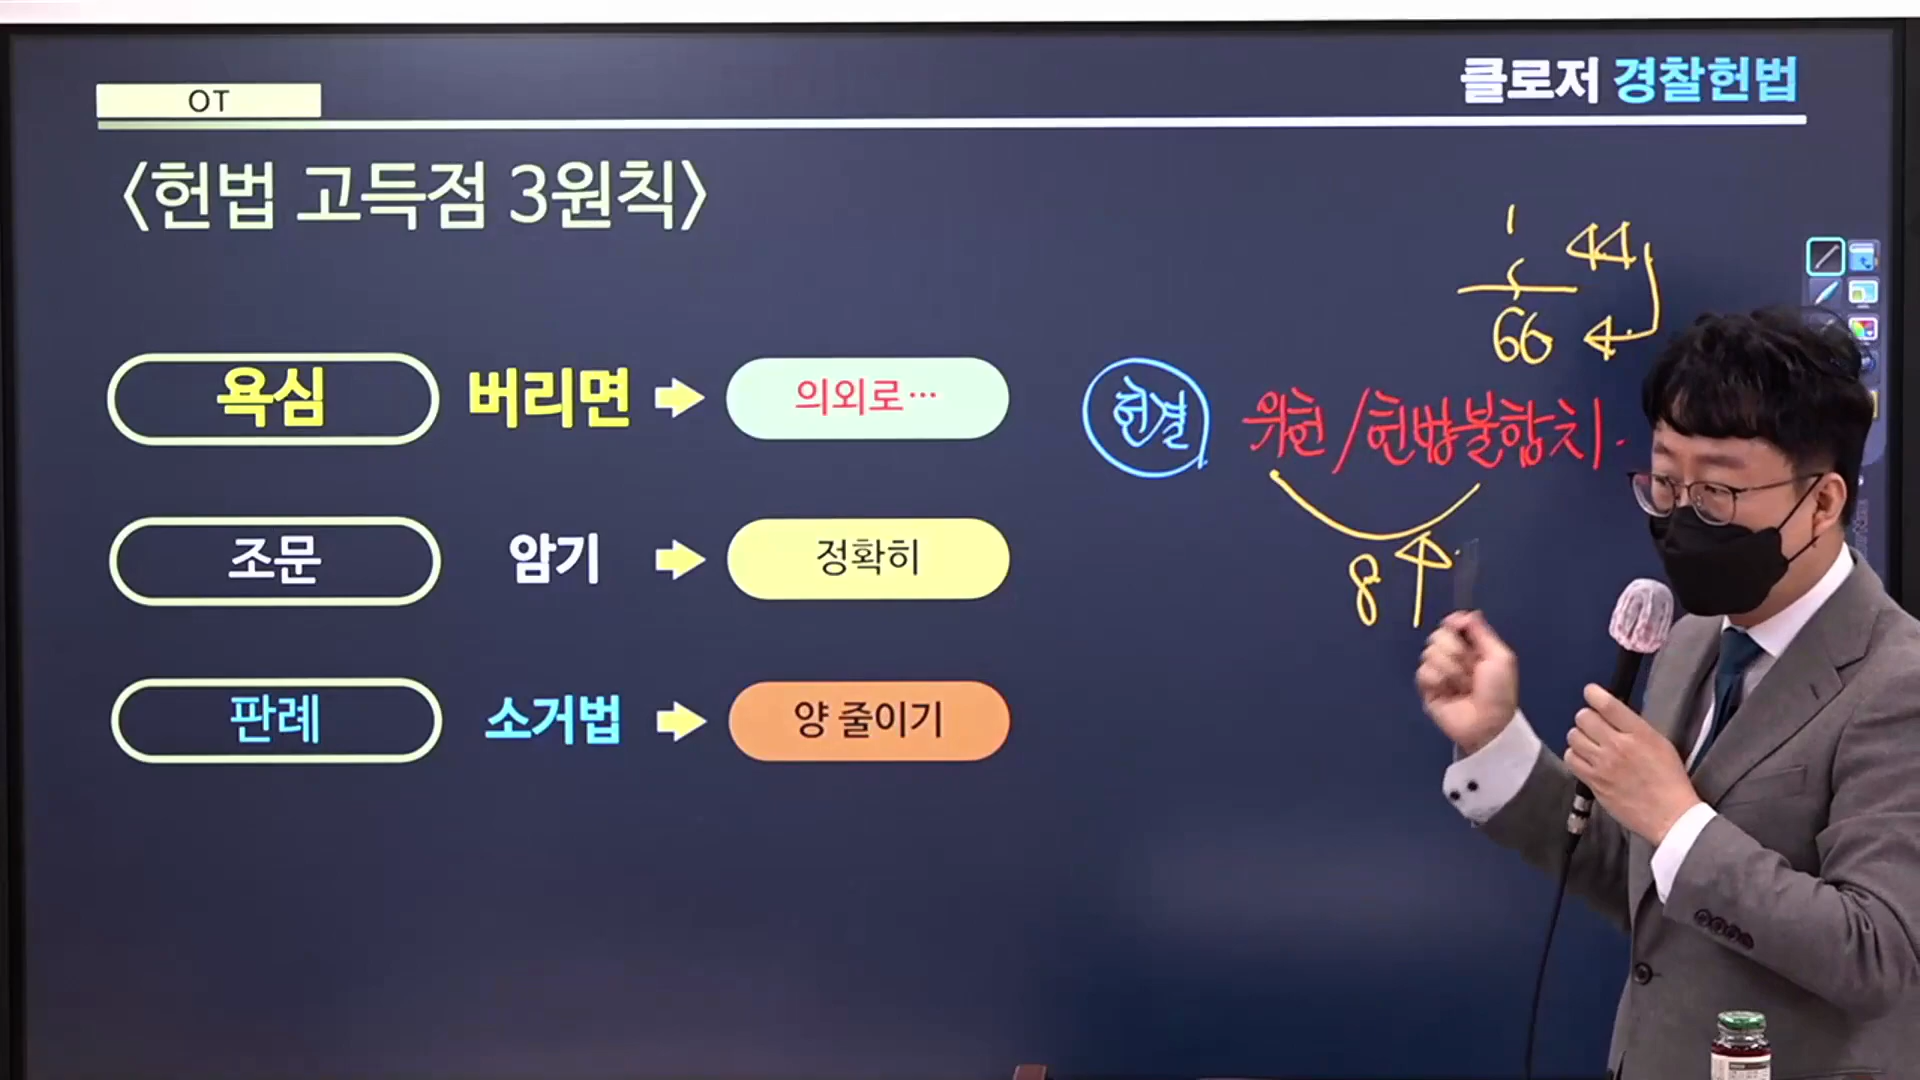 OT
클로저 경찰헌법
〈헌법 고득점 3원칙〉
욕심 버리면 의외로…
조문 암기 정확히
판례 소거법 양 줄이기
1
66
44
헌결 위헌/헌법불합치.
8